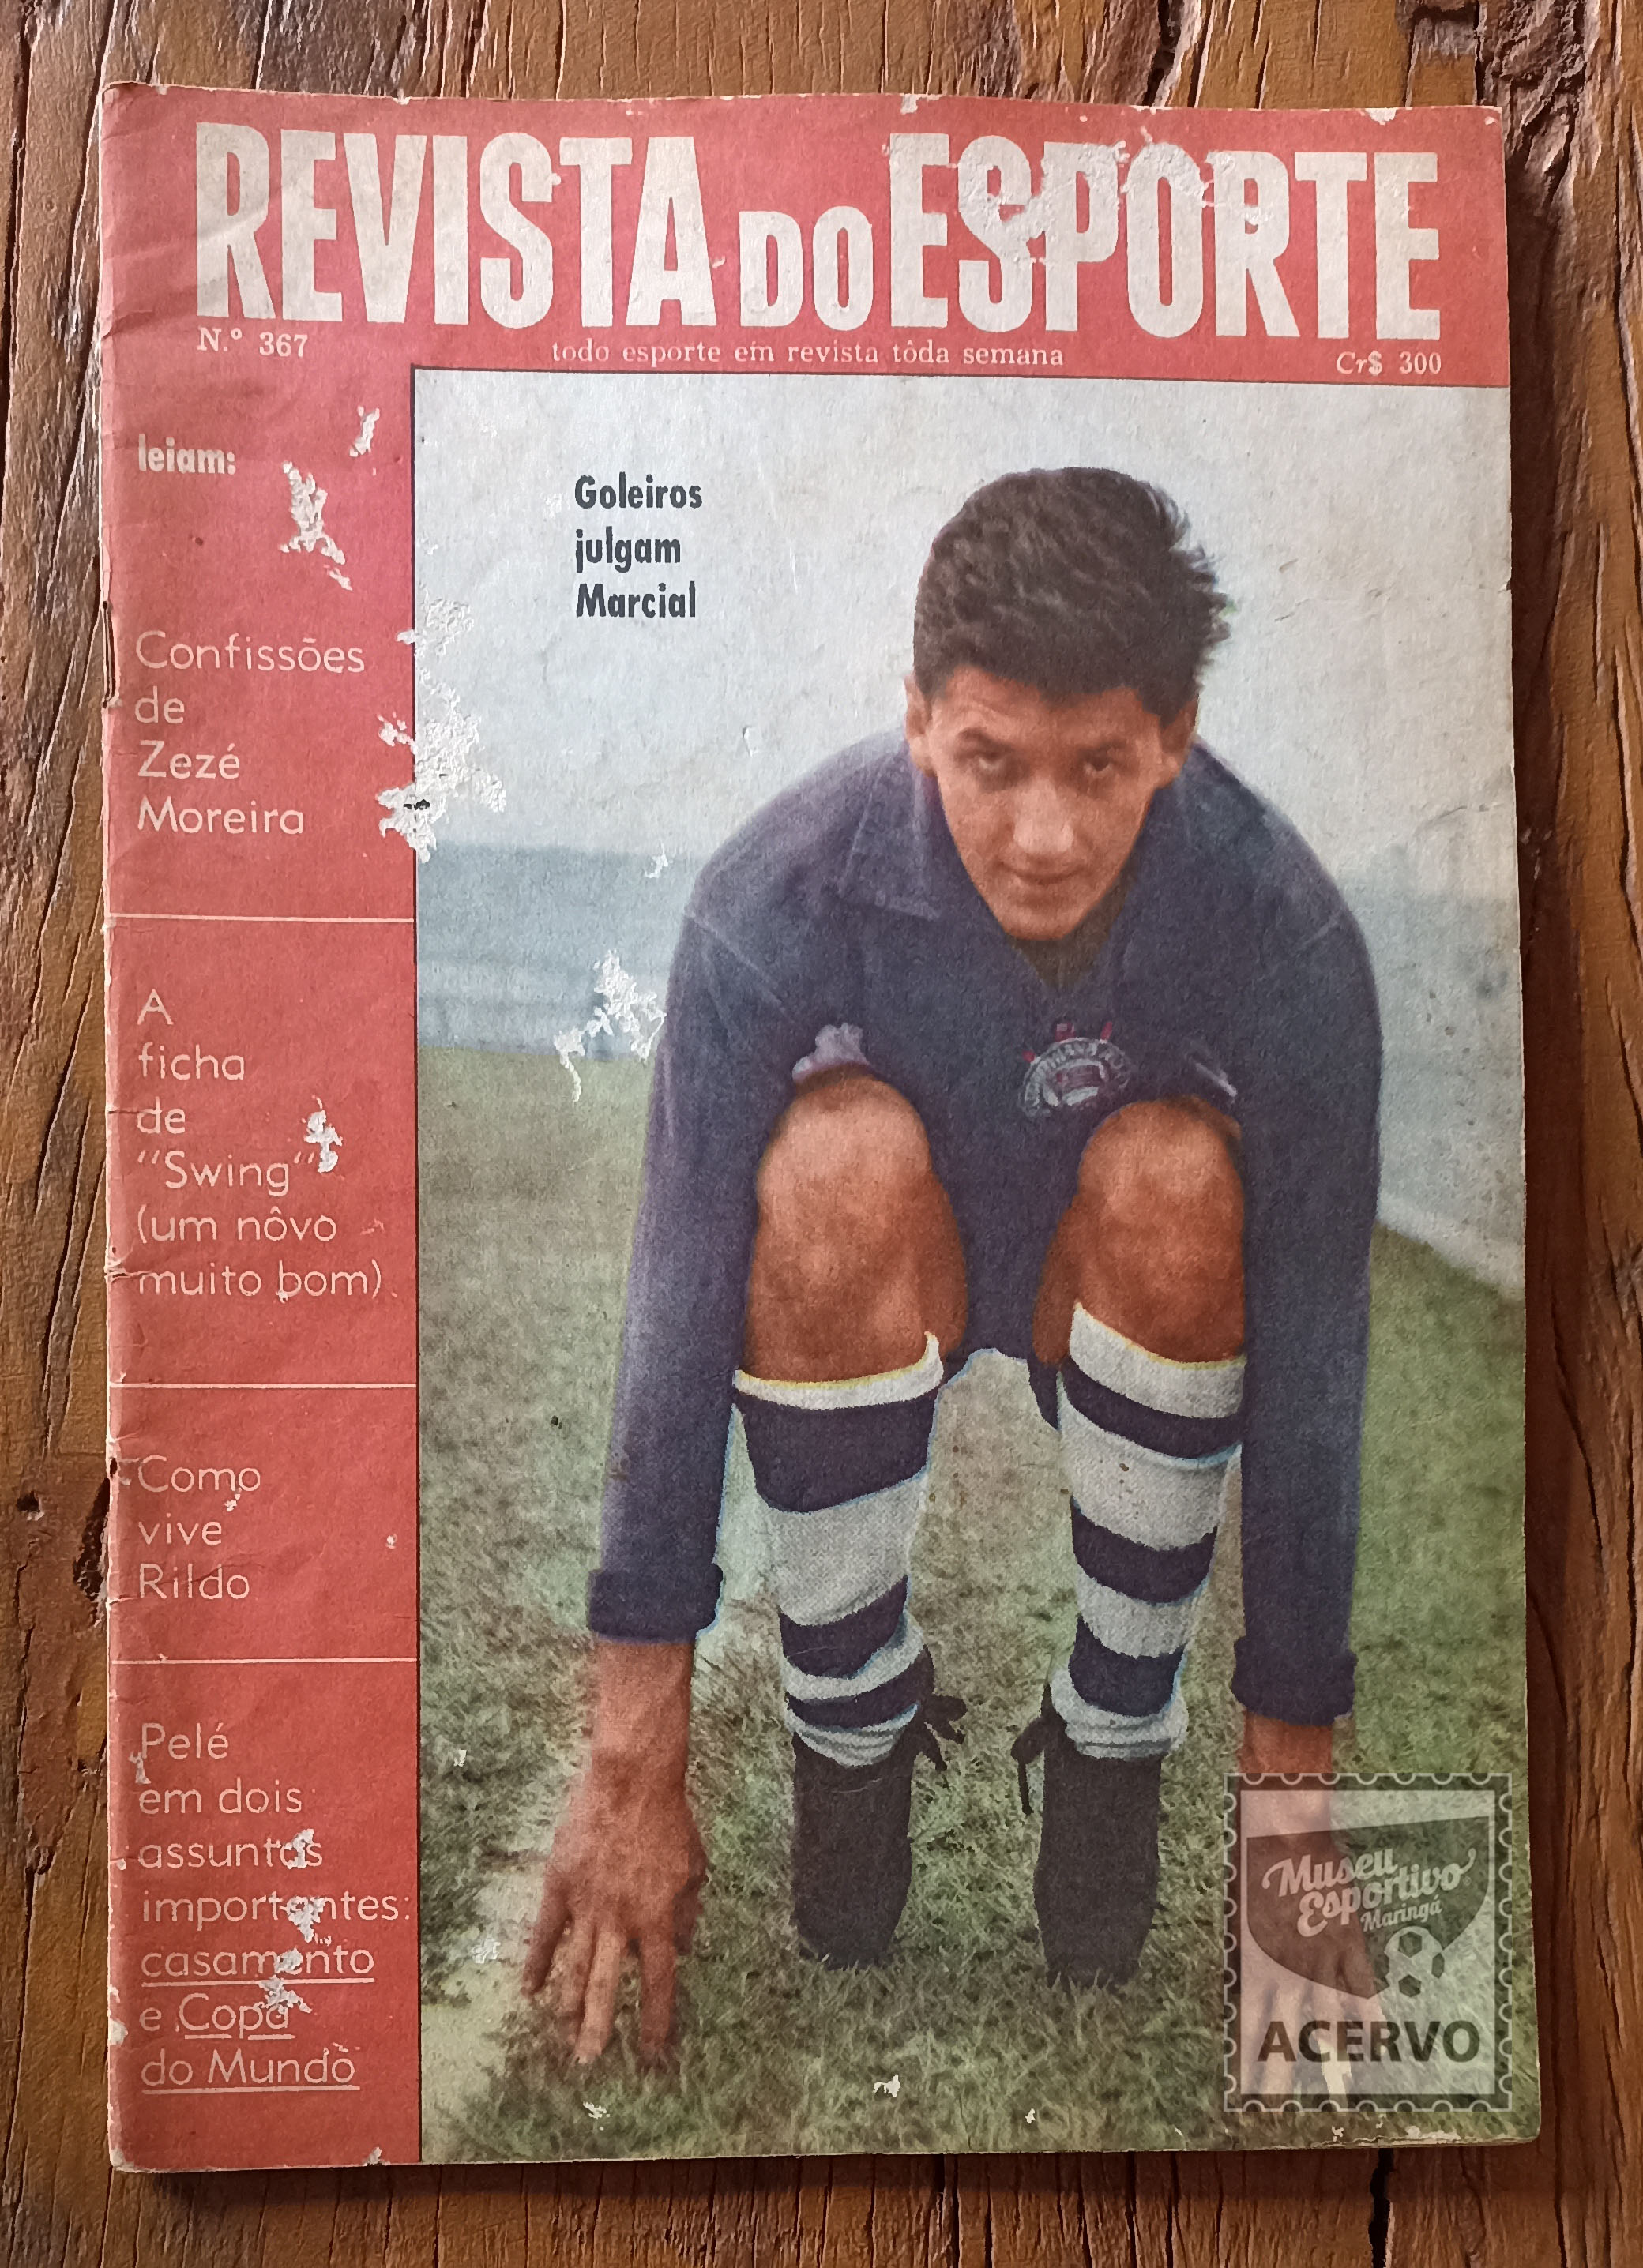 REVISTA DO ESPORTE
N.º 367
todo esporte em revista tôda semana
Cr$ 300
leiam:
Confissões
de
Zezé
Moreira
A
ficha
de
"Swing"
(um nôvo
muito bom)
Como
vive
Rildo
Pelé
em dois
assuntos
importantes:
casamento
e Copa
do Mundo
Goleiros
julgam
Marcial
Museu
Esportivo
Maringá
ACERVO